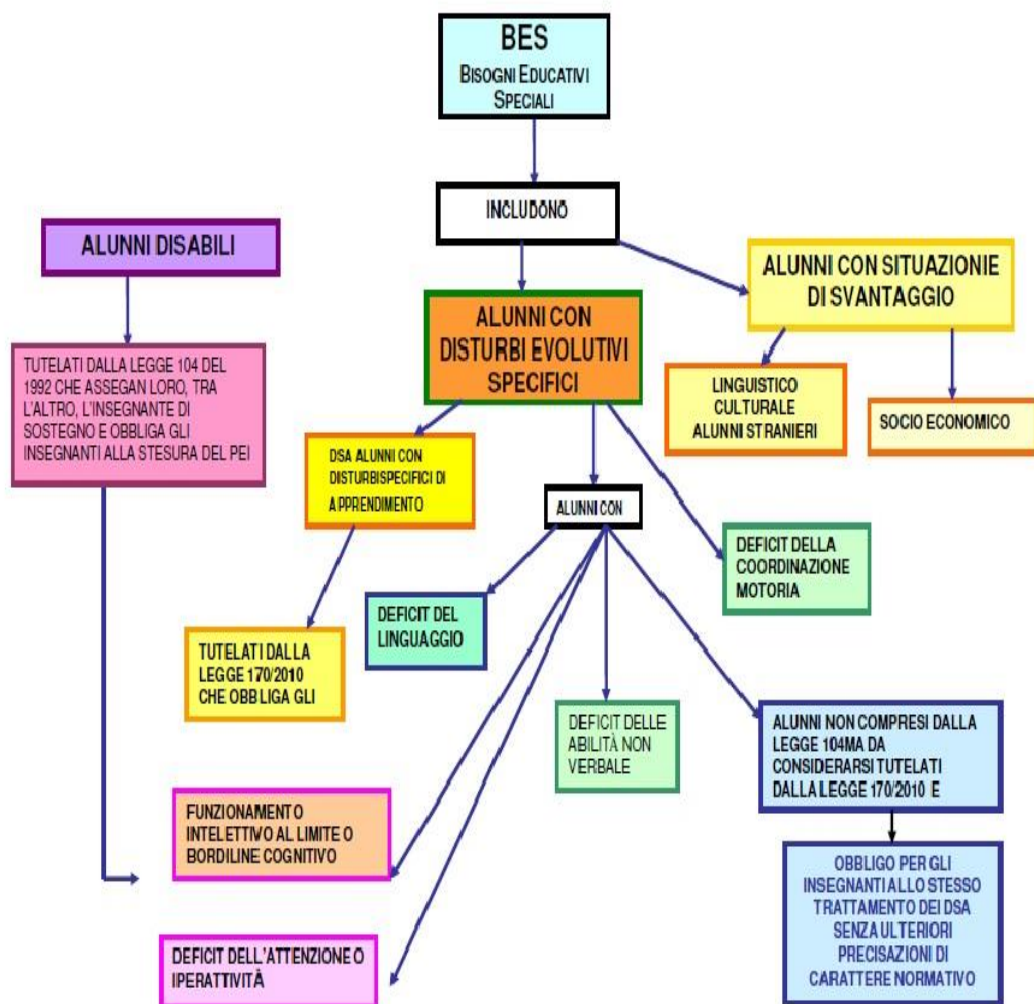 BES
BISOGNI EDUCATIVI
SPECIALI
INCLUDONO
ALUNNI DISABILI
ALUNNI CON SITUAZIONIE
DI SVANTAGGIO
ALUNNI CON
DISTURBI EVOLUTIVI
SPECIFICI
TUTELATI DALLA LEGGE 104 DEL
1992 CHE ASSEGAN LORO, TRA
L'ALTRO, L'INSEGNANTE DI
SOSTEGNO E OBBLIGA GLI
INSEGNANTI ALLA STESURA DEL PEI
LINGUISTICO
CULTURALE
ALUNNI STRANIERI
SOCIO ECONOMICO
DSA ALUNNI CON
DISTURBISPECIFICI DI
APPRENDIMENTO
ALUNNI CON
DEFICIT DELLA
COORDINAZIONE
MOTORIA
DEFICIT DEL
LINGUAGGIO
TUTELATI DALLA
LEGGE 170/2010
CHE OBBLIGA GLI
DEFICIT DELLE
ABILITÀ NON
VERBALE
ALUNNI NON COMPRESI DALLA
LEGGE 104MA DA
CONSIDERARSI TUTELATI
DALLA LEGGE 170/2010 E
FUNZIONAMENTO
INTELETTIVO AL LIMITE O
BORDILINE COGNITIVO
OBBLIGO PER GLI
INSEGNANTI ALLO STESSO
TRATTAMENTO DEI DSA
SENZA ULTERIORI
PRECISAZIONI DI
CARATTERE NORMATIVO
DEFICIT DELL'ATTENZIONE O
IPERATTIVITÀ